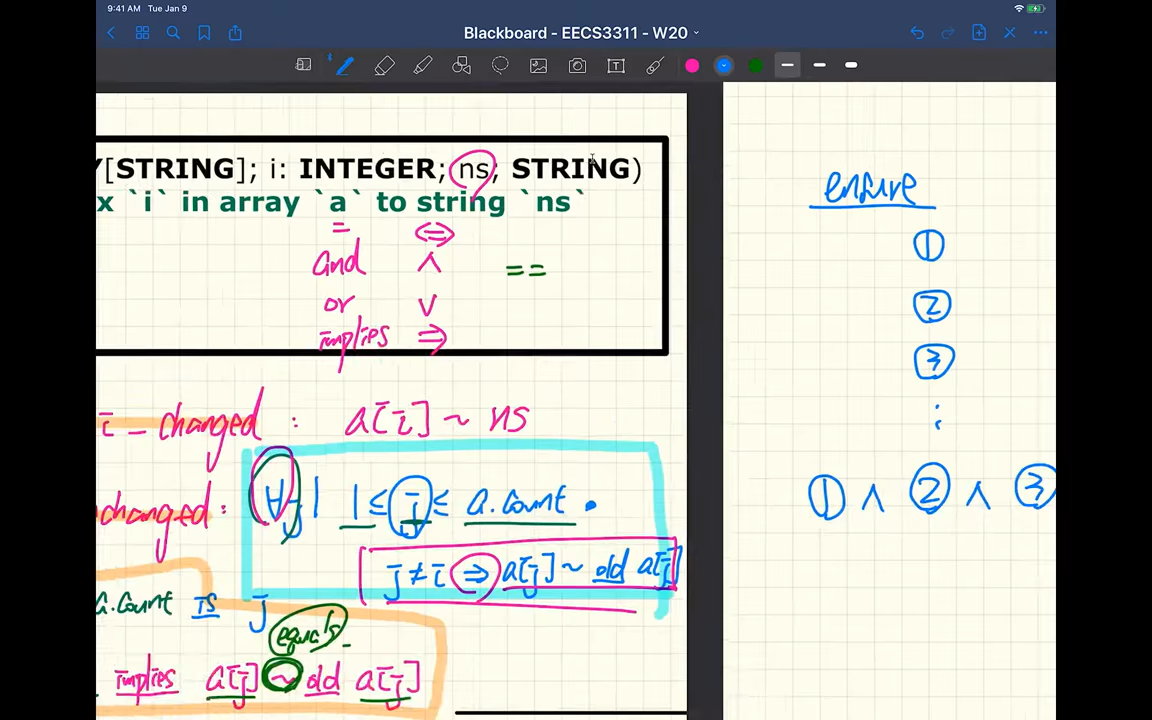 9:41 AM Tue Jan 9
Blackboard - EECS3311 - W20
[STRING]; i: INTEGER; ns; STRING)
x `i` in array `a` to string `ns`
= ⇔
and ∧ ==
or ∨
implies ⇒
i - changed : a[i] ~ ns
changed :
∀j | 1 ≤ j ≤ a.count •
j ≠ i ⇒ a[j] ~ old a[j]
a.count is j
equals
implies a[j] ~ old a[j]
ensure
①
②
③
⋮
① ∧ ② ∧ ③